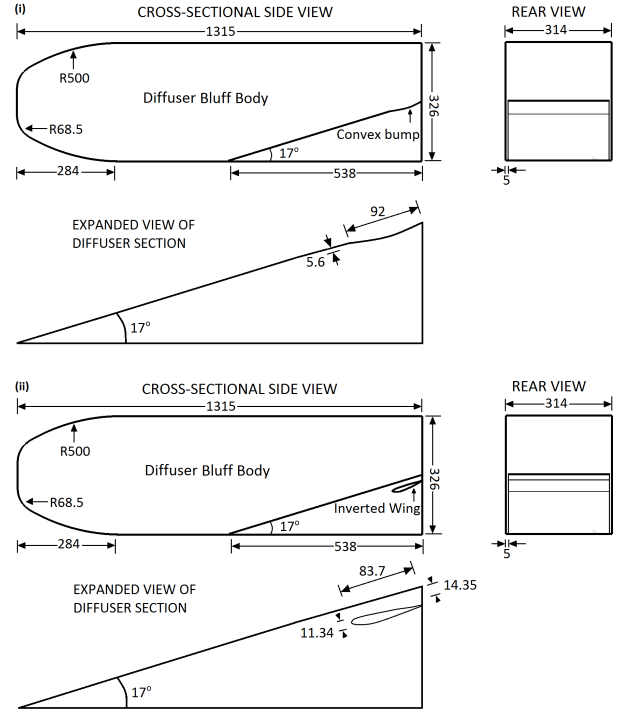 (i)
CROSS-SECTIONAL SIDE VIEW
REAR VIEW
1315
314
R500
Diffuser Bluff Body
326
R68.5
Convex bump
17°
284
538
5
EXPANDED VIEW OF
DIFFUSER SECTION
92
5.6
17°
(ii)
CROSS-SECTIONAL SIDE VIEW
REAR VIEW
1315
314
R500
Diffuser Bluff Body
326
R68.5
Inverted Wing
17°
284
538
5
EXPANDED VIEW OF
DIFFUSER SECTION
83.7
14.35
11.34
17°